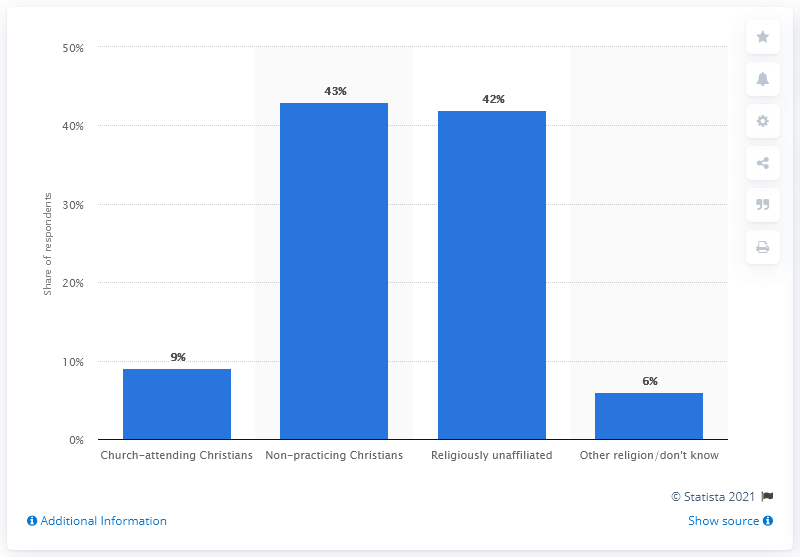 50%
43%
42%
40%
Share of respondents
30%
20%
9%
10%
6%
0%
Church-attending Christians
Non-practicing Christians
Religiously unaffiliated
Other religion/don't know
© Statista 2021
Additional Information
Show source